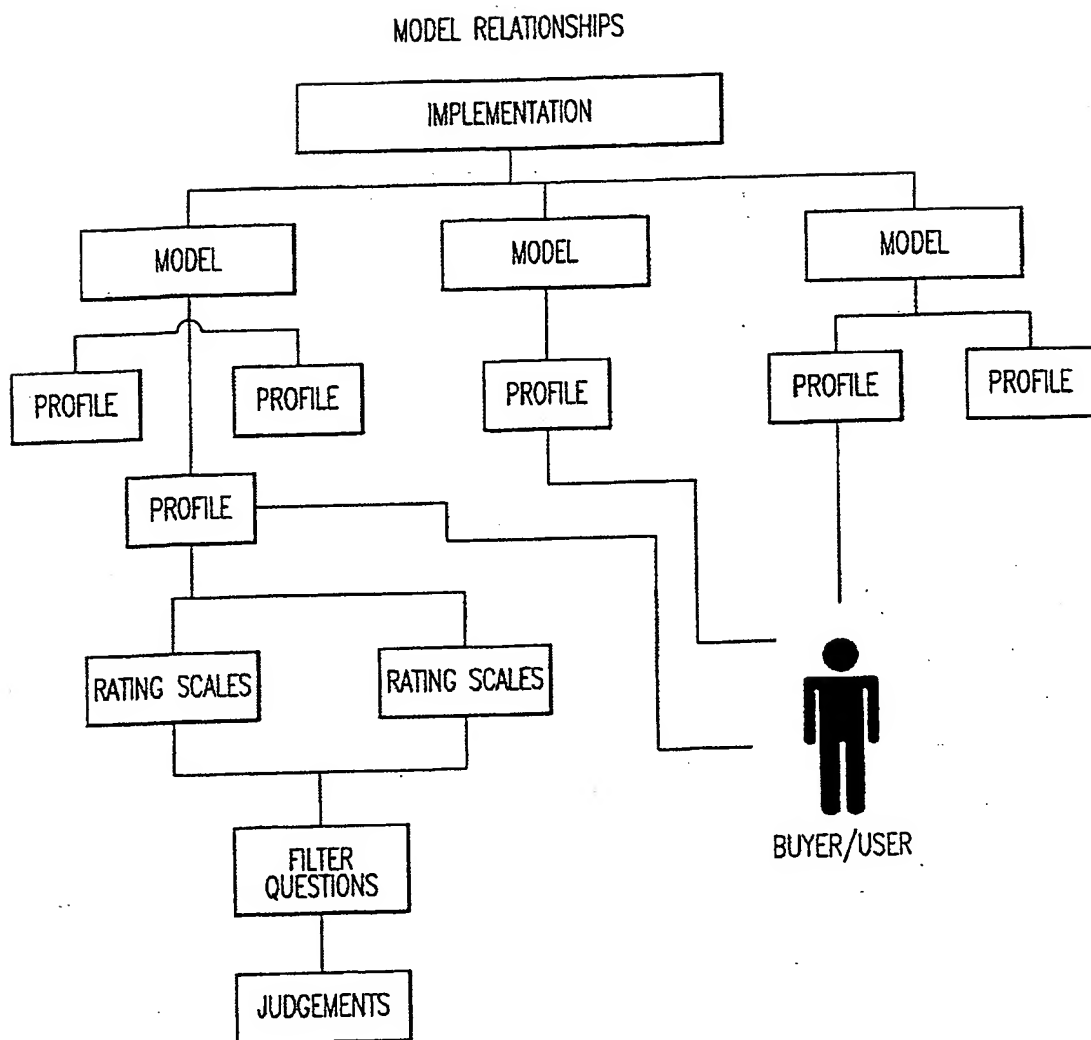 MODEL RELATIONSHIPS
IMPLEMENTATION
MODEL
MODEL
MODEL
PROFILE
PROFILE
PROFILE
PROFILE
PROFILE
PROFILE
RATING SCALES
RATING SCALES
FILTER
QUESTIONS
BUYER/USER
JUDGEMENTS